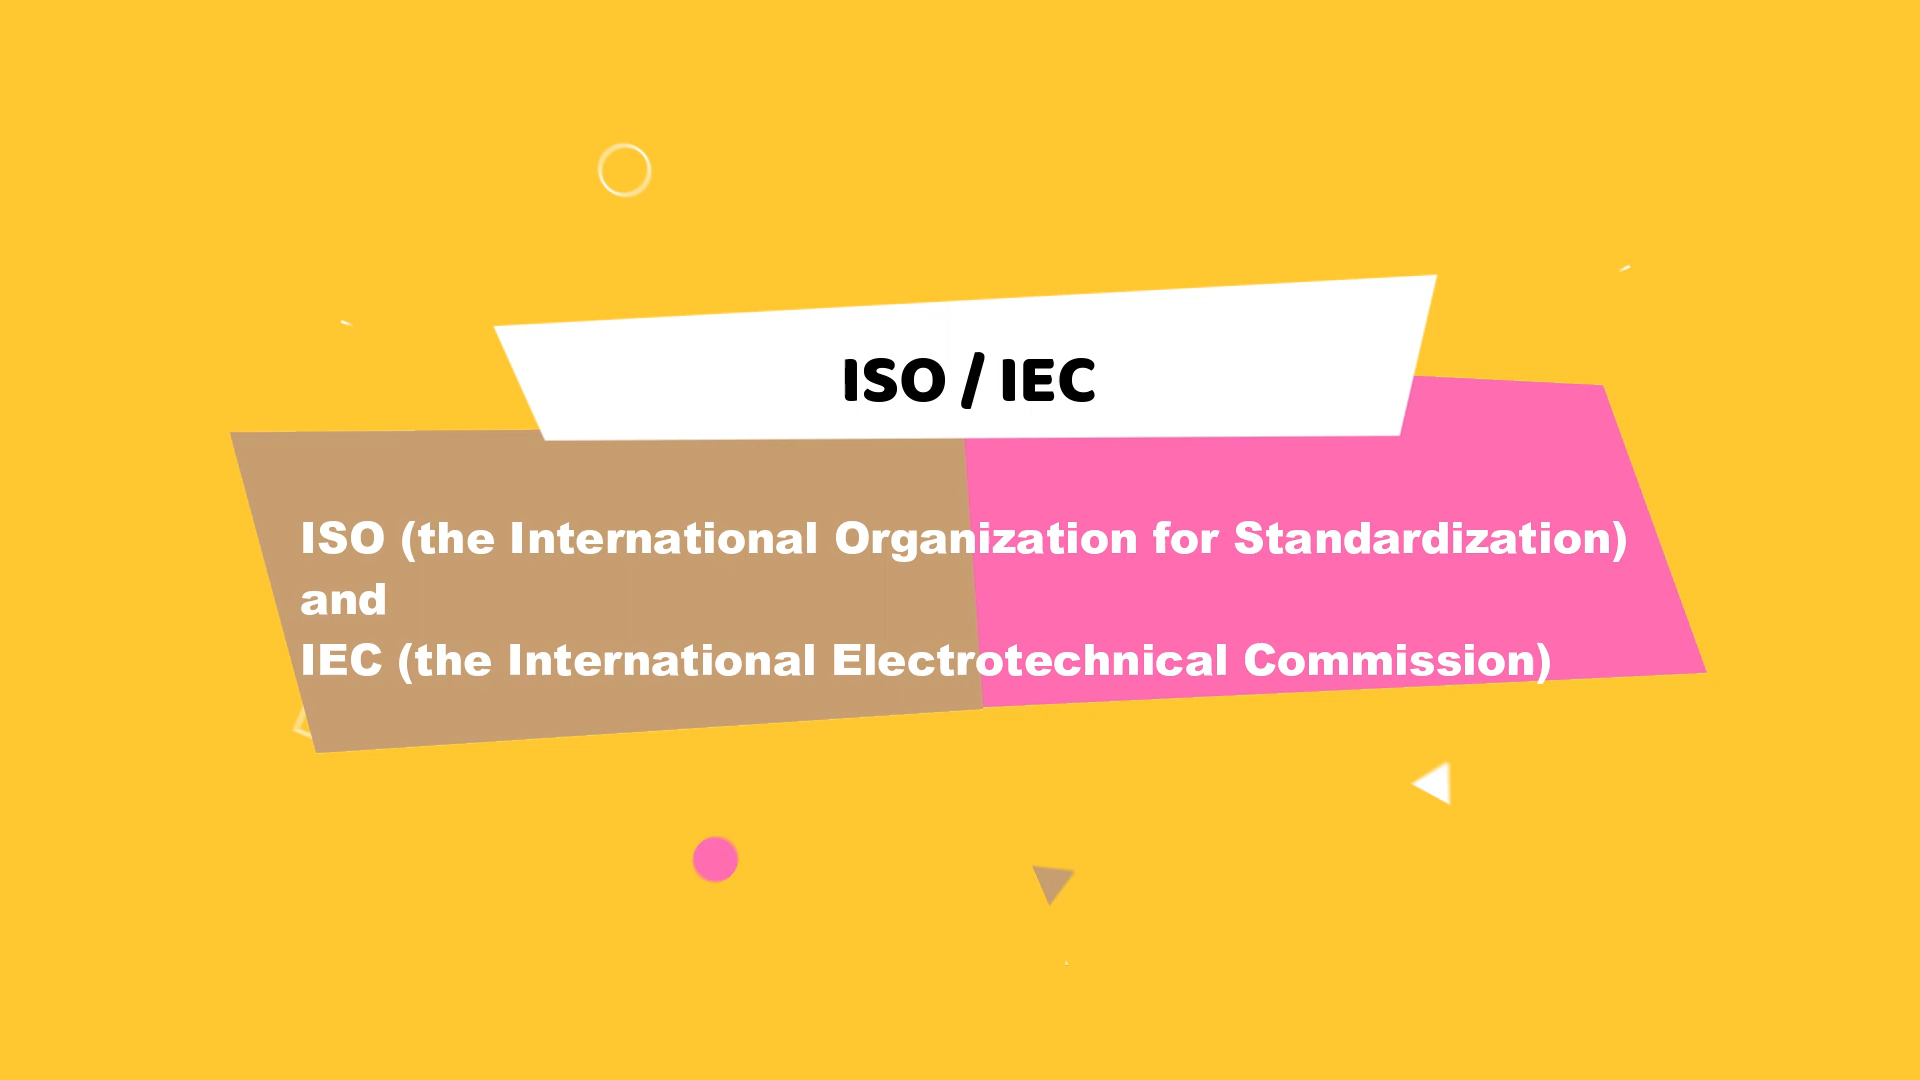 ISO / IEC
ISO (the International Organization for Standardization)
and
IEC (the International Electrotechnical Commission)